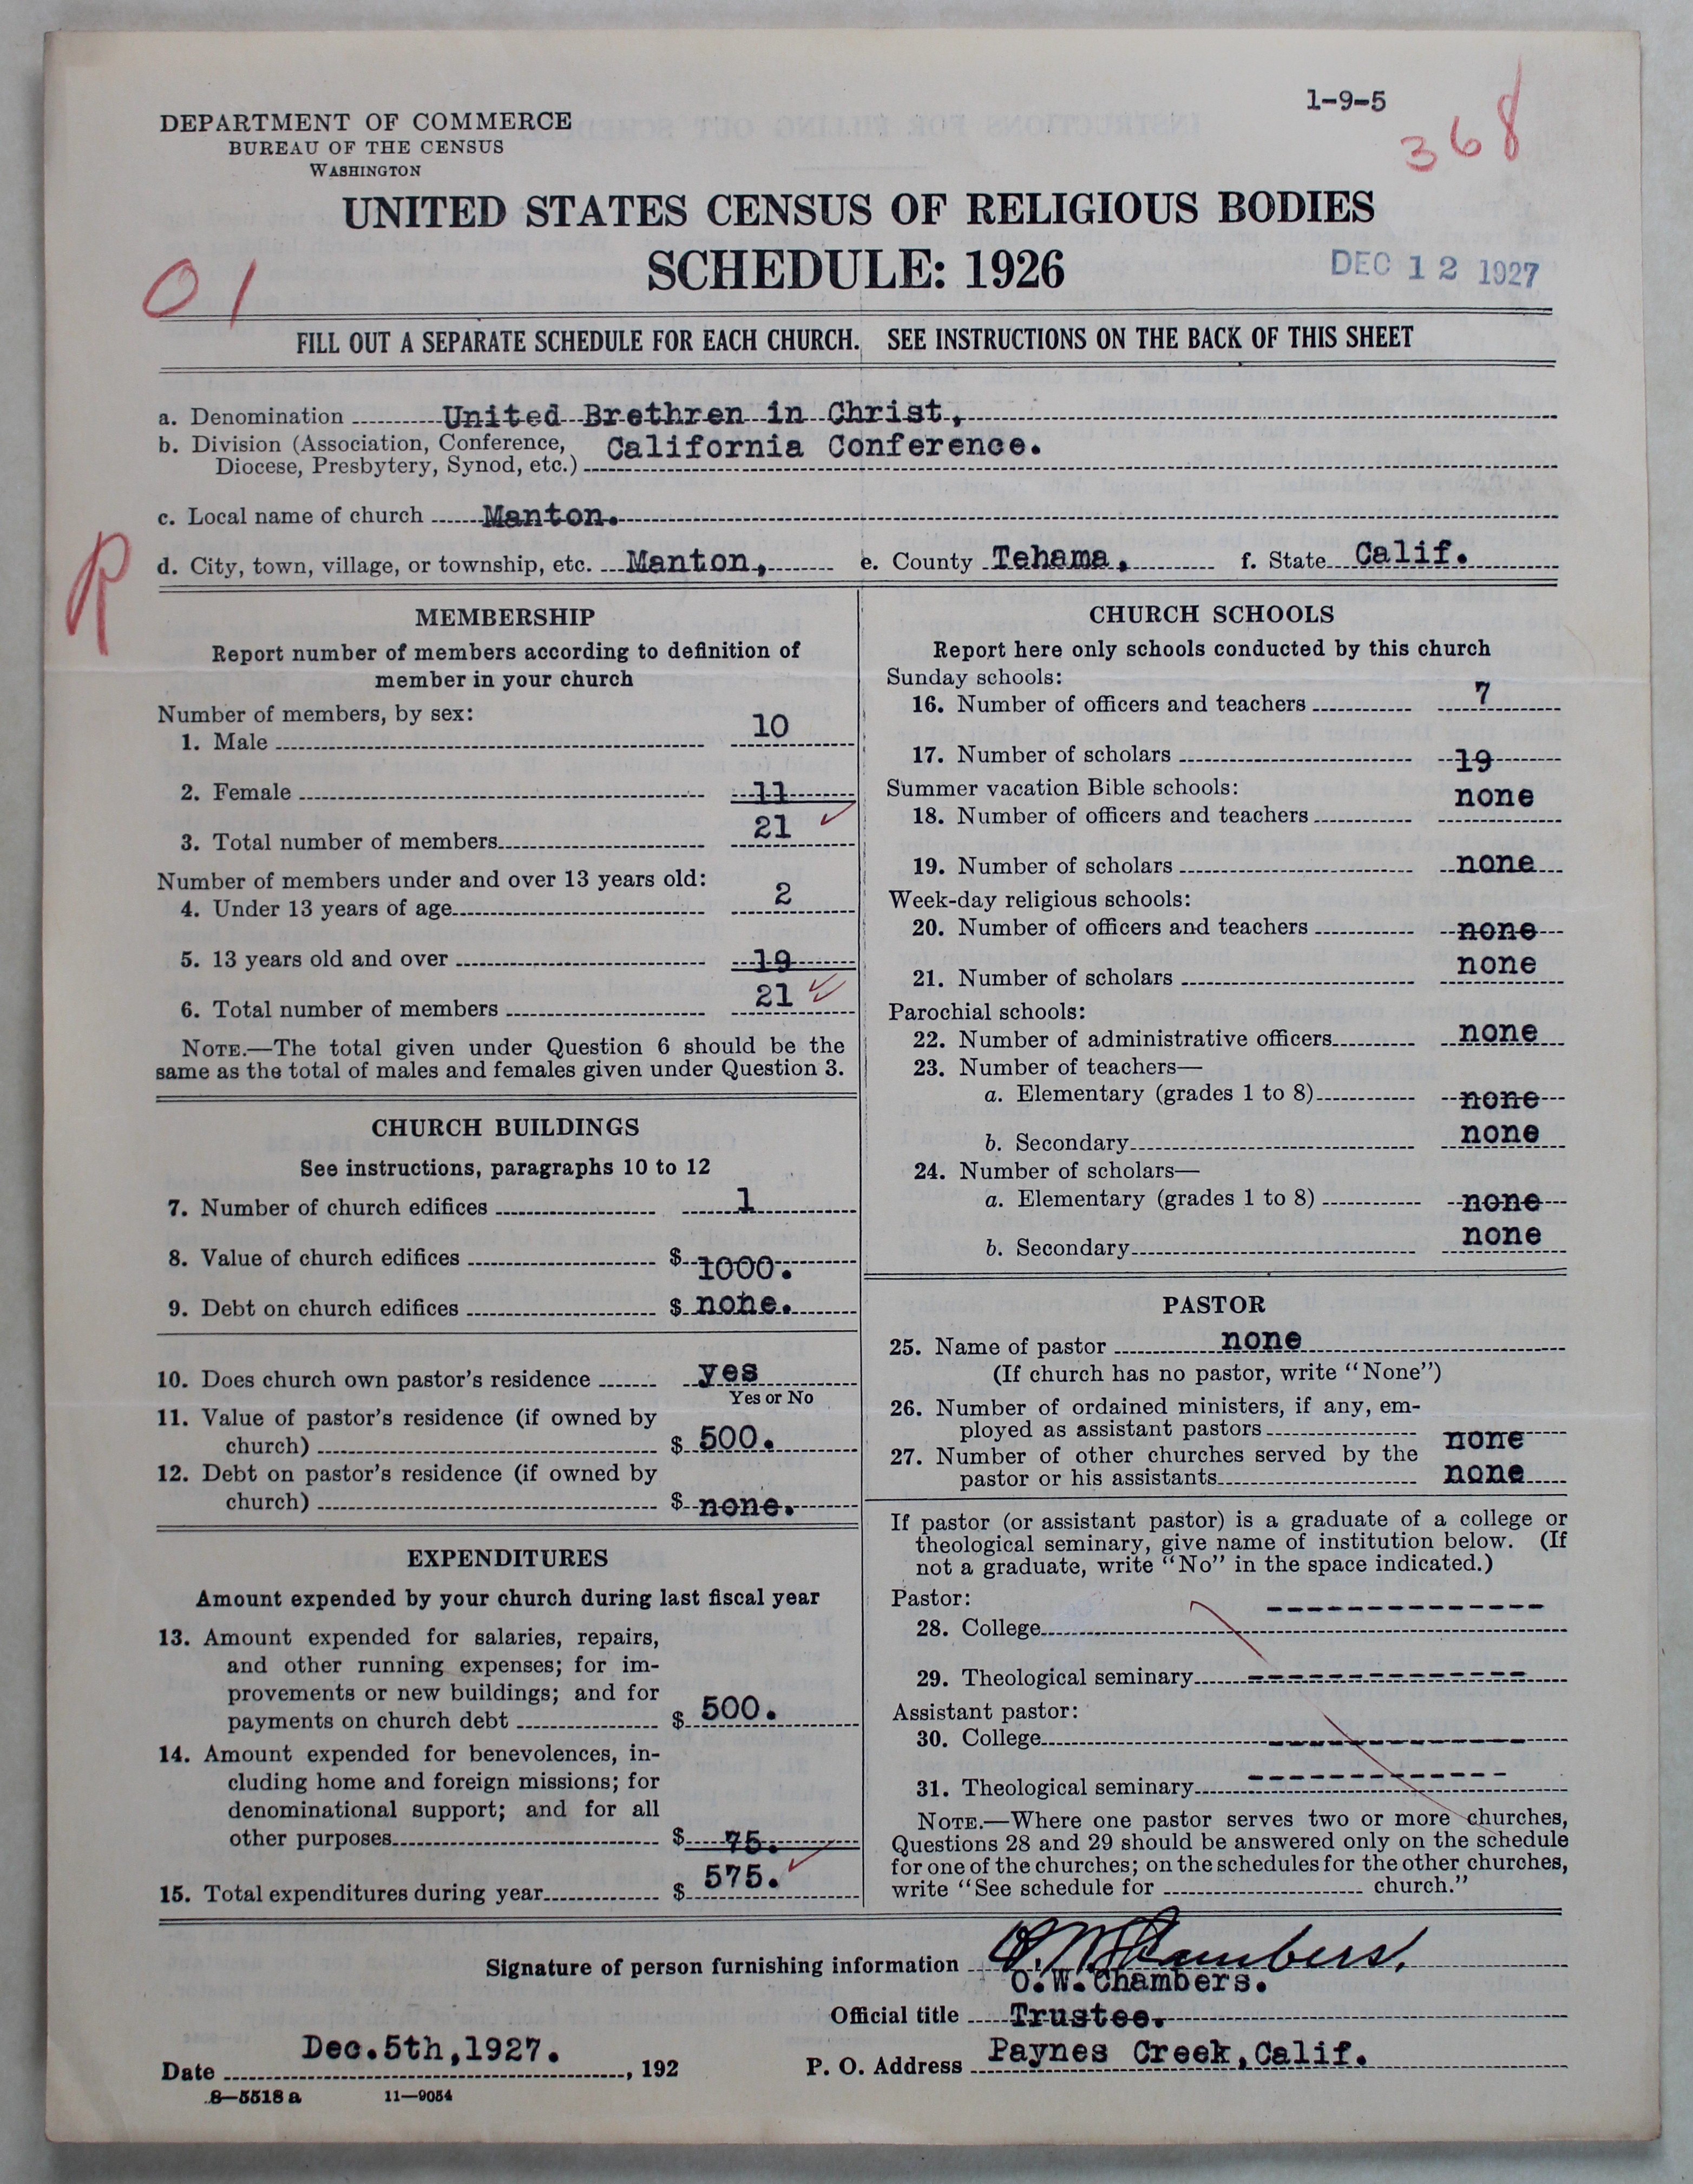 1-9-5
368
DEPARTMENT OF COMMERCE
BUREAU OF THE CENSUS
WASHINGTON
UNITED STATES CENSUS OF RELIGIOUS BODIES
SCHEDULE: 1926
DEC 12 1927
01
FILL OUT A SEPARATE SCHEDULE FOR EACH CHURCH. SEE INSTRUCTIONS ON THE BACK OF THIS SHEET
a. Denomination United Brethren in Christ,
b. Division (Association, Conference, California Conference.
Diocese, Presbytery, Synod, etc.)
c. Local name of church Manton.
R
d. City, town, village, or township, etc. Manton, e. County Tehama, f. State Calif.
MEMBERSHIP
Report number of members according to definition of
member in your church
Number of members, by sex:
1. Male 10
2. Female 11
3. Total number of members 21
Number of members under and over 13 years old:
4. Under 13 years of age 2
5. 13 years old and over 19
6. Total number of members 21
NOTE.—The total given under Question 6 should be the
same as the total of males and females given under Question 3.
CHURCH BUILDINGS
See instructions, paragraphs 10 to 12
7. Number of church edifices 1
8. Value of church edifices $ 1000.
9. Debt on church edifices $ none.
10. Does church own pastor's residence yes
Yes or No
11. Value of pastor's residence (if owned by
church) $ 500.
12. Debt on pastor's residence (if owned by
church) $ none.
EXPENDITURES
Amount expended by your church during last fiscal year
13. Amount expended for salaries, repairs,
and other running expenses; for im-
provements or new buildings; and for
payments on church debt $ 500.
14. Amount expended for benevolences, in-
cluding home and foreign missions; for
denominational support; and for all
other purposes $ 75.
15. Total expenditures during year $ 575.
CHURCH SCHOOLS
Report here only schools conducted by this church
Sunday schools:
16. Number of officers and teachers 7
17. Number of scholars 19
Summer vacation Bible schools:
18. Number of officers and teachers none
19. Number of scholars none
Week-day religious schools:
20. Number of officers and teachers none
21. Number of scholars none
Parochial schools:
22. Number of administrative officers none
23. Number of teachers—
a. Elementary (grades 1 to 8) none
b. Secondary none
24. Number of scholars—
a. Elementary (grades 1 to 8) none
b. Secondary none
PASTOR
25. Name of pastor none
(If church has no pastor, write "None")
26. Number of ordained ministers, if any, em-
ployed as assistant pastors none
27. Number of other churches served by the
pastor or his assistants none
If pastor (or assistant pastor) is a graduate of a college or
theological seminary, give name of institution below. (If
not a graduate, write "No" in the space indicated.)
Pastor:
28. College
29. Theological seminary
Assistant pastor:
30. College
31. Theological seminary
NOTE.—Where one pastor serves two or more churches,
Questions 28 and 29 should be answered only on the schedule
for one of the churches; on the schedules for the other churches,
write "See schedule for church."
Signature of person furnishing information O W Chambers.
O.W.Chambers.
Official title Trustee.
Date Dec.5th,1927. , 192 P. O. Address Paynes Creek,Calif.
8-5518 a 11-9054